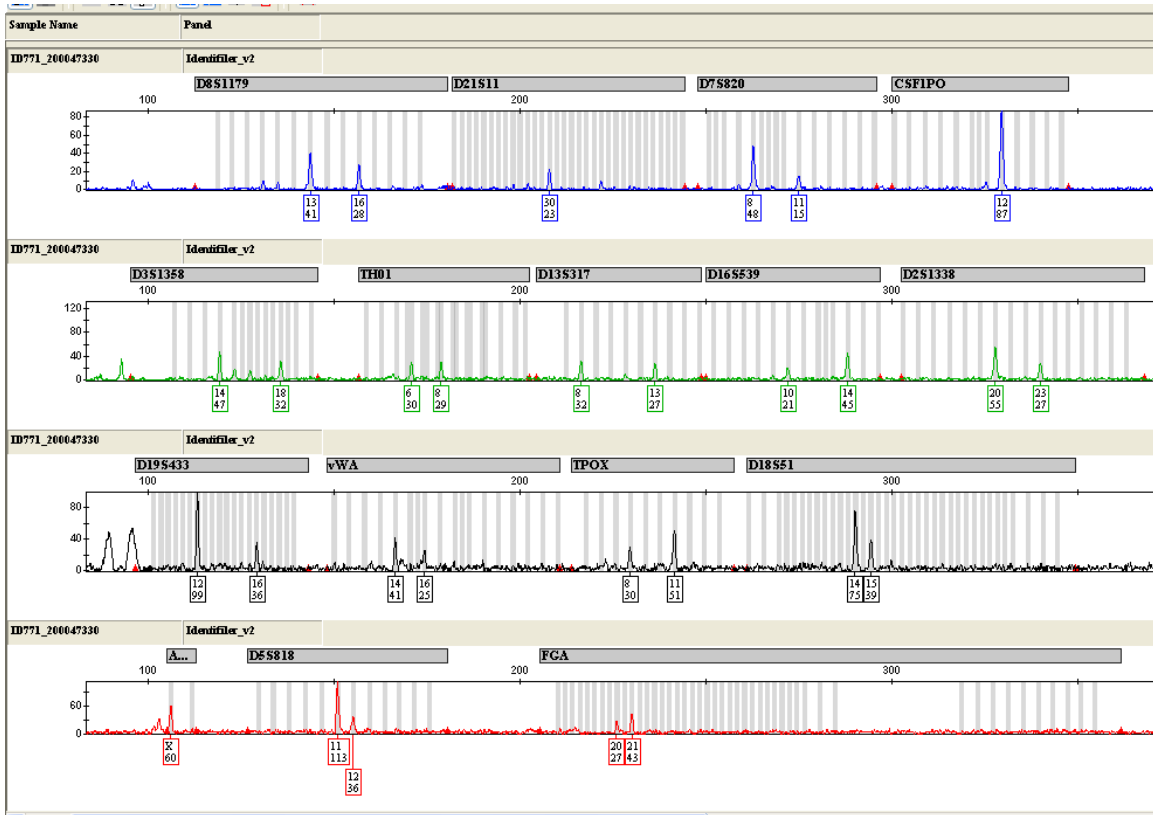 Sample Name Panel
ID771_200047330 Identifiler_v2
D8S1179 D21S11 D7S820 CSF1PO
100 200 300
80
60
40
20
0
13 16 30 8 11 12
41 28 23 48 15 87
ID771_200047330 Identifiler_v2
D3S1358 TH01 D13S317 D16S539 D2S1338
100 200 300
120
80
40
0
14 18 6 8 8 13 10 14 20 23
47 32 30 29 32 27 21 45 55 27
ID771_200047330 Identifiler_v2
D19S433 vWA TPOX D18S51
100 200 300
80
40
0
12 16 14 16 8 11 14 15
99 36 41 25 30 51 75 39
ID771_200047330 Identifiler_v2
A... D5S818 FGA
100 200 300
60
0
X 11 20 21
60 113 27 43
12
36